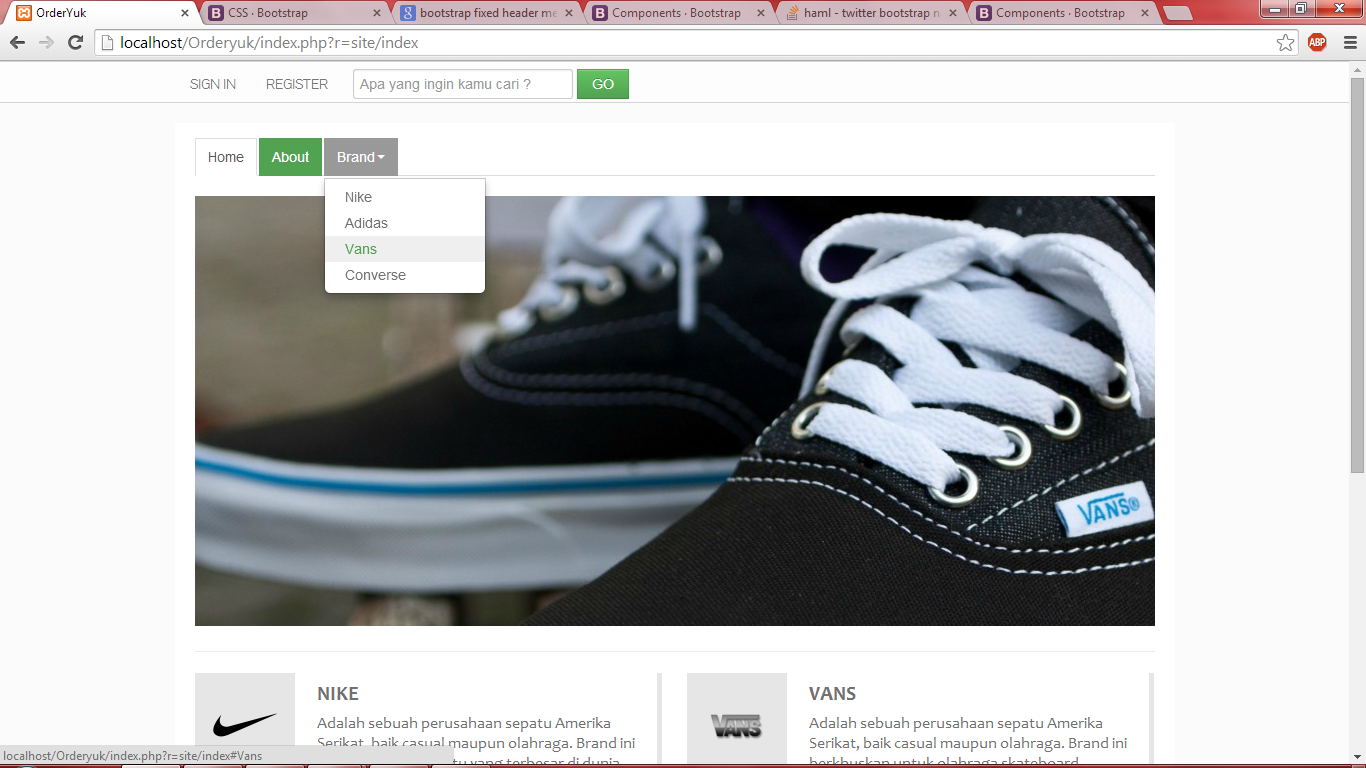 OrderYuk
CSS · Bootstrap
bootstrap fixed header me
Components · Bootstrap
haml - twitter bootstrap n
Components · Bootstrap
localhost/Orderyuk/index.php?r=site/index
ABP
SIGN IN
REGISTER
Apa yang ingin kamu cari ?
GO
Home
About
Brand
Nike
Adidas
Vans
Converse
VANS
NIKE
Adalah sebuah perusahaan sepatu Amerika
Serikat, baik casual maupun olahraga. Brand ini
tu yang terbesar di dunia
VANS
VANS
Adalah sebuah perusahaan sepatu Amerika
Serikat, baik casual maupun olahraga. Brand ini
berkhuskan untuk olahraga skateboard
localhost/Orderyuk/index.php?r=site/index#Vans